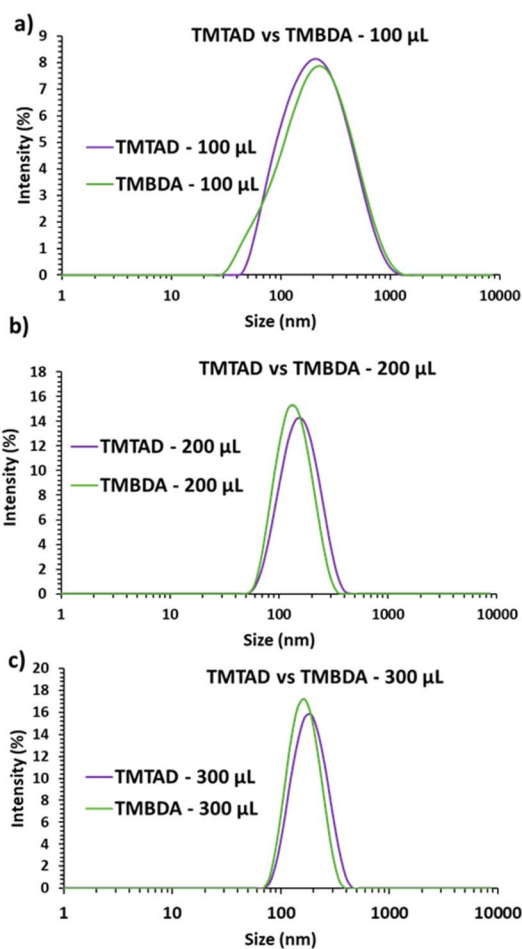 a)
TMTAD vs TMBDA - 100 µL
9
8
7
6
5
4
3
2
1
0
Intensity (%)
TMTAD - 100 µL
TMBDA - 100 µL
1 10 100 1000 10000
Size (nm)
b)
TMTAD vs TMBDA - 200 µL
18
16
14
12
10
8
6
4
2
0
Intensity (%)
TMTAD - 200 µL
TMBDA - 200 µL
1 10 100 1000 10000
Size (nm)
c)
TMTAD vs TMBDA - 300 µL
20
18
16
14
12
10
8
6
4
2
0
Intensity (%)
TMTAD - 300 µL
TMBDA - 300 µL
1 10 100 1000 10000
Size (nm)